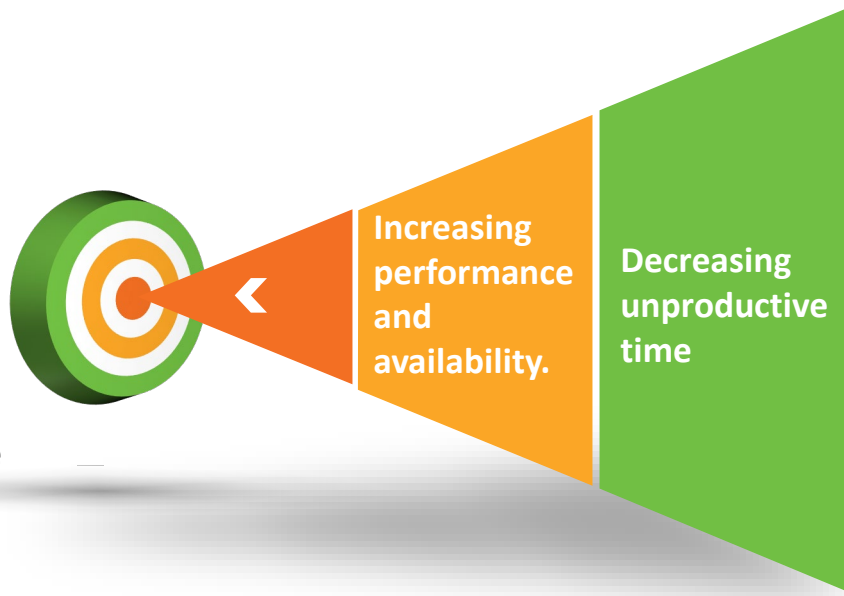 Increasing
performance
and
availability.
Decreasing
unproductive
time